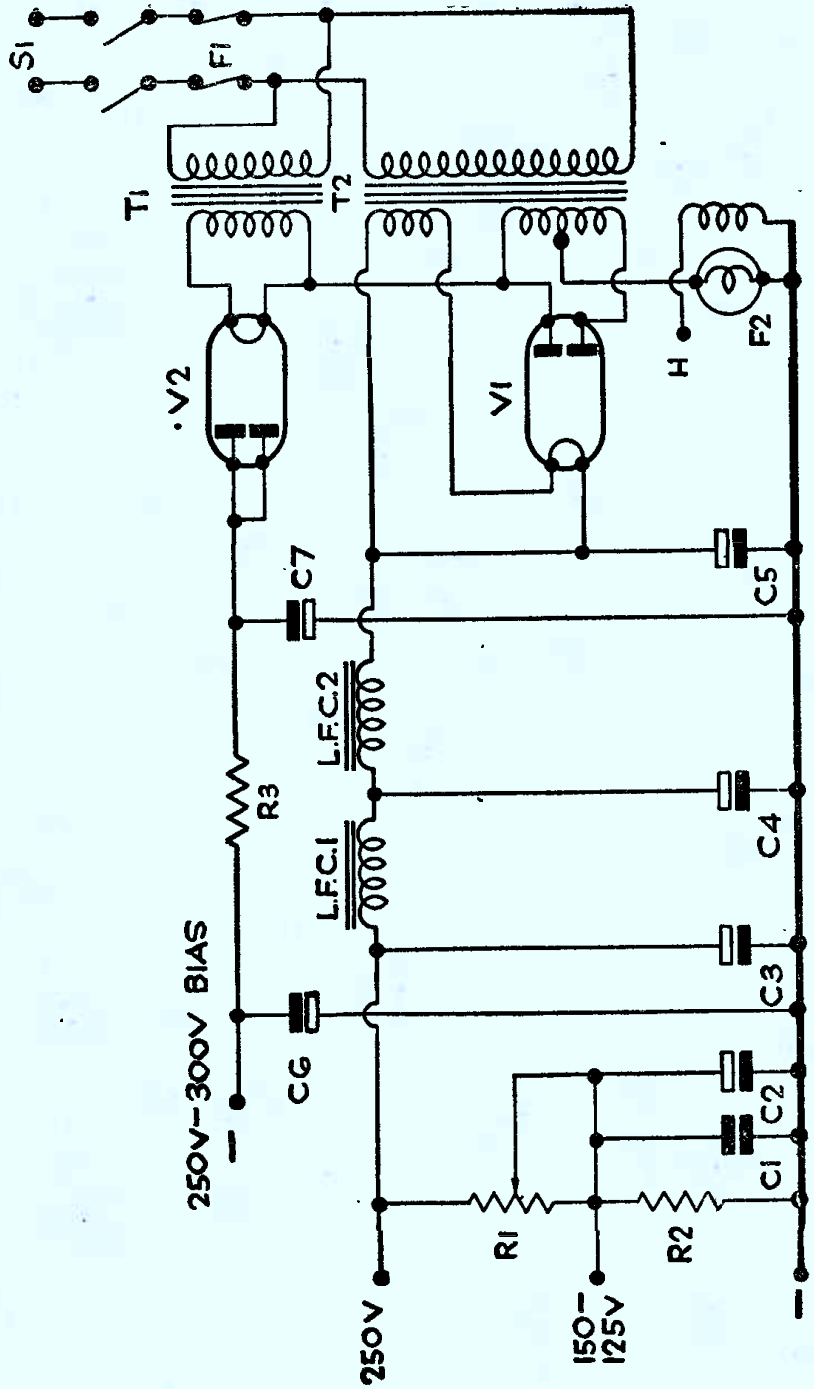 S1
F1
T1
T2
V2
V1
H
F2
C7
C5
L.F.C.2
R3
L.F.C.1
C4
250V-300V BIAS
–
C6
C3
C2
C1
R1
R2
250V
150-
125V
–